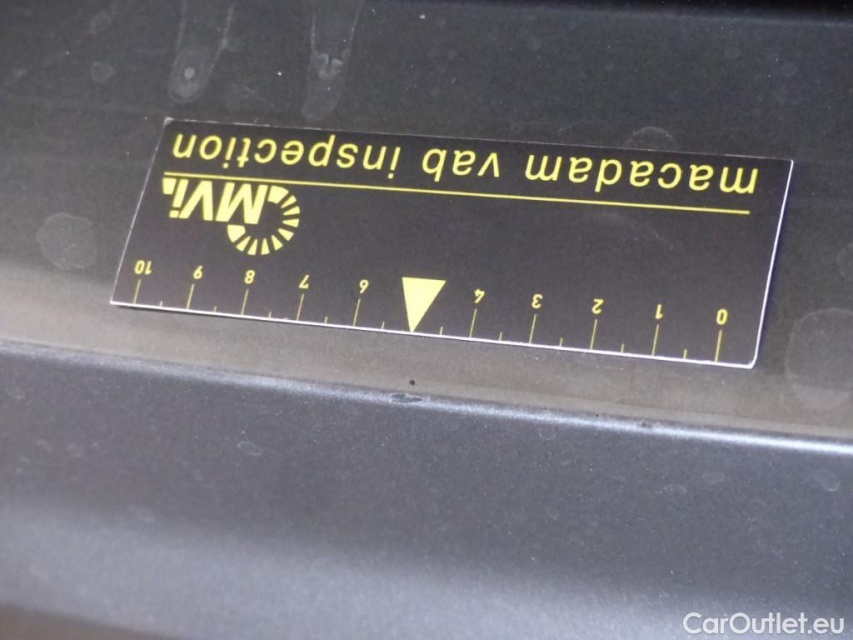 macadam vab inspection
MVi.
0 1 2 3 4 6 7 8 9 10
CarOutlet.eu